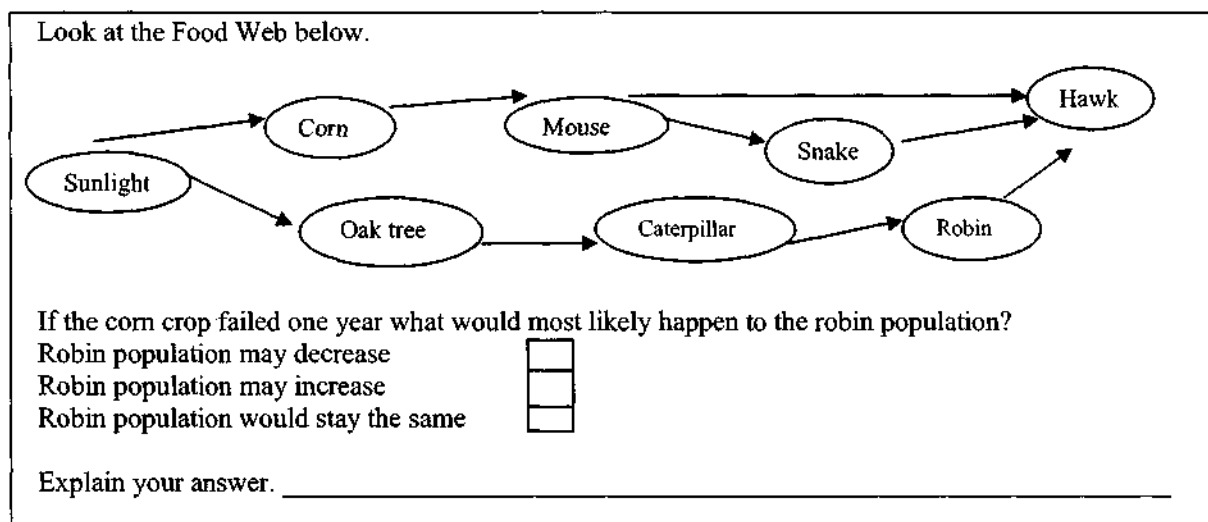 Look at the Food Web below.
Hawk
Corn
Mouse
Snake
Sunlight
Oak tree
Caterpillar
Robin
If the corn crop failed one year what would most likely happen to the robin population?
Robin population may decrease
Robin population may increase
Robin population would stay the same
Explain your answer.